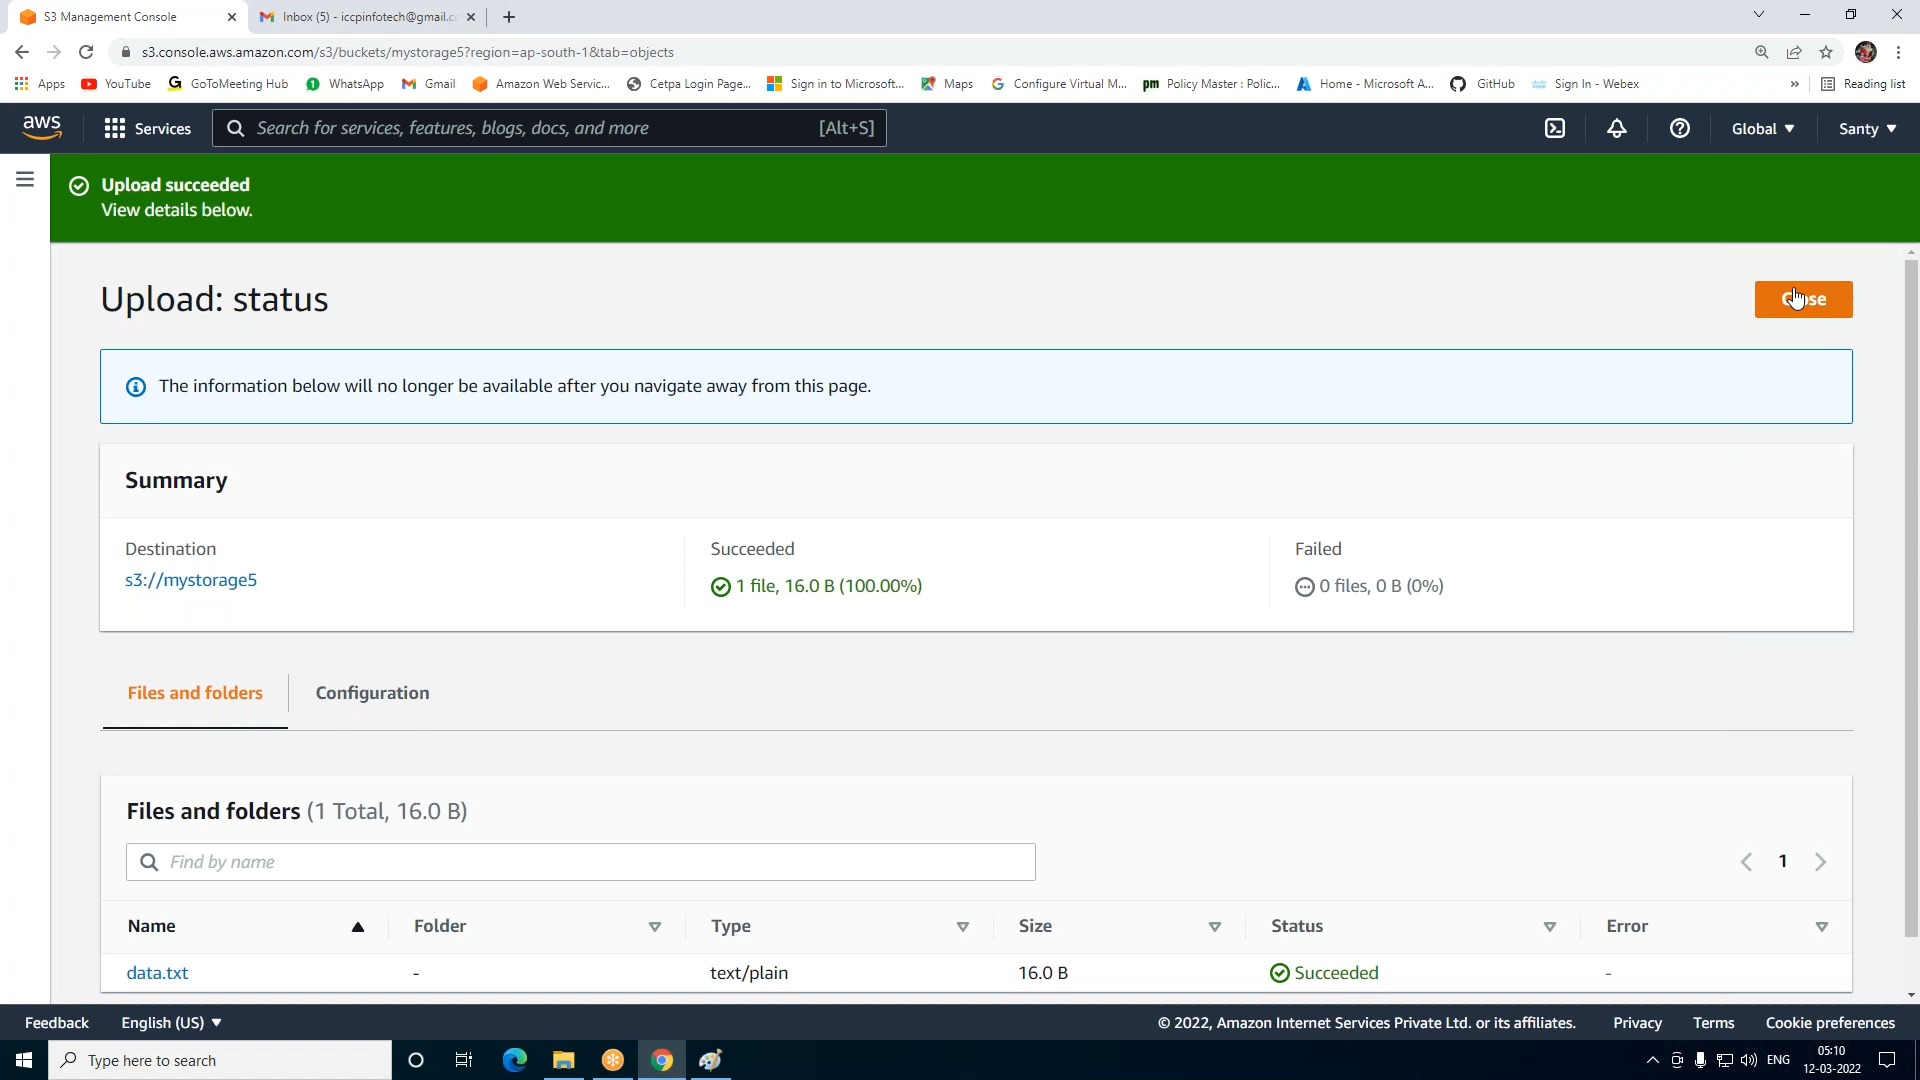 S3 Management Console
Inbox (5) - iccpinfotech@gmail.c
s3.console.aws.amazon.com/s3/buckets/mystorage5?region=ap-south-1&tab=objects
Apps YouTube GoToMeeting Hub WhatsApp Gmail Amazon Web Servic... Cetpa Login Page... Sign in to Microsoft... Maps Configure Virtual M... Policy Master : Polic... Home - Microsoft A... GitHub Sign In - Webex » Reading list
aws Services Search for services, features, blogs, docs, and more [Alt+S] Global Santy
Upload succeeded
View details below.
Upload: status
The information below will no longer be available after you navigate away from this page.
Summary
Destination Succeeded Failed
s3://mystorage5 1 file, 16.0 B (100.00%) 0 files, 0 B (0%)
Files and folders Configuration
Files and folders (1 Total, 16.0 B)
Find by name 1
Name Folder Type Size Status Error
data.txt - text/plain 16.0 B Succeeded -
Feedback English (US) © 2022, Amazon Internet Services Private Ltd. or its affiliates. Privacy Terms Cookie preferences
Type here to search ENG 05:10
12-03-2022